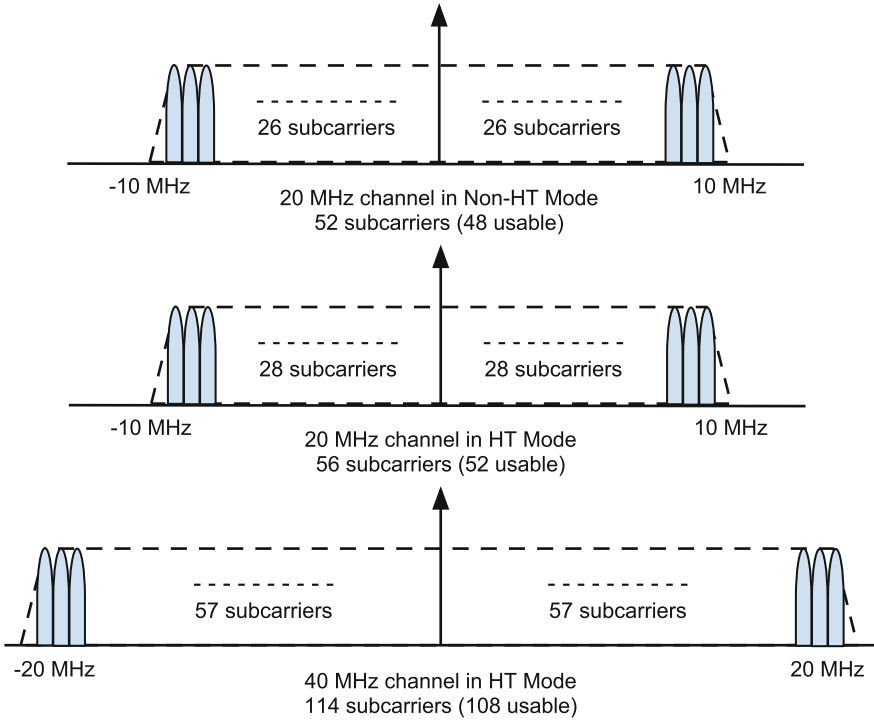 26 subcarriers
26 subcarriers
-10 MHz
10 MHz
20 MHz channel in Non-HT Mode
52 subcarriers (48 usable)
28 subcarriers
28 subcarriers
-10 MHz
10 MHz
20 MHz channel in HT Mode
56 subcarriers (52 usable)
57 subcarriers
57 subcarriers
-20 MHz
20 MHz
40 MHz channel in HT Mode
114 subcarriers (108 usable)